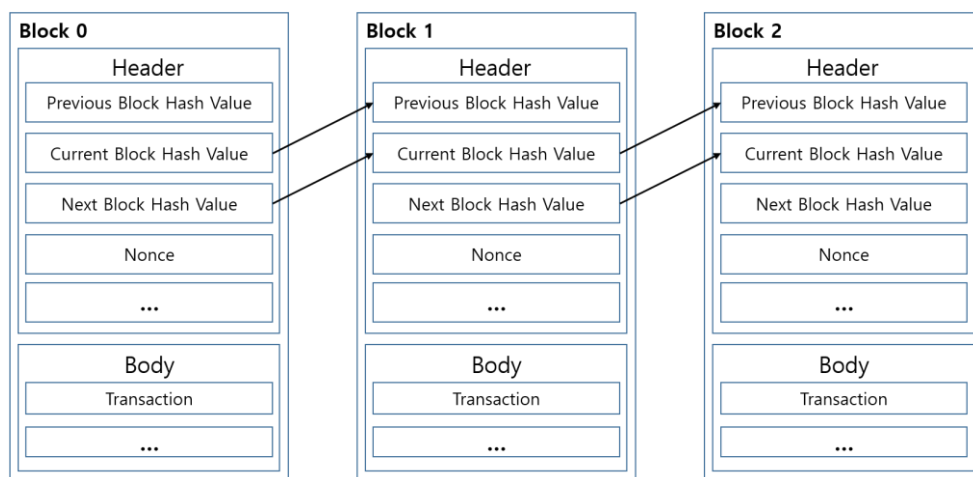 Block 0
Header
Previous Block Hash Value
Current Block Hash Value
Next Block Hash Value
Nonce
...
Body
Transaction
...
Block 1
Header
Previous Block Hash Value
Current Block Hash Value
Next Block Hash Value
Nonce
...
Body
Transaction
...
Block 2
Header
Previous Block Hash Value
Current Block Hash Value
Next Block Hash Value
Nonce
...
Body
Transaction
...